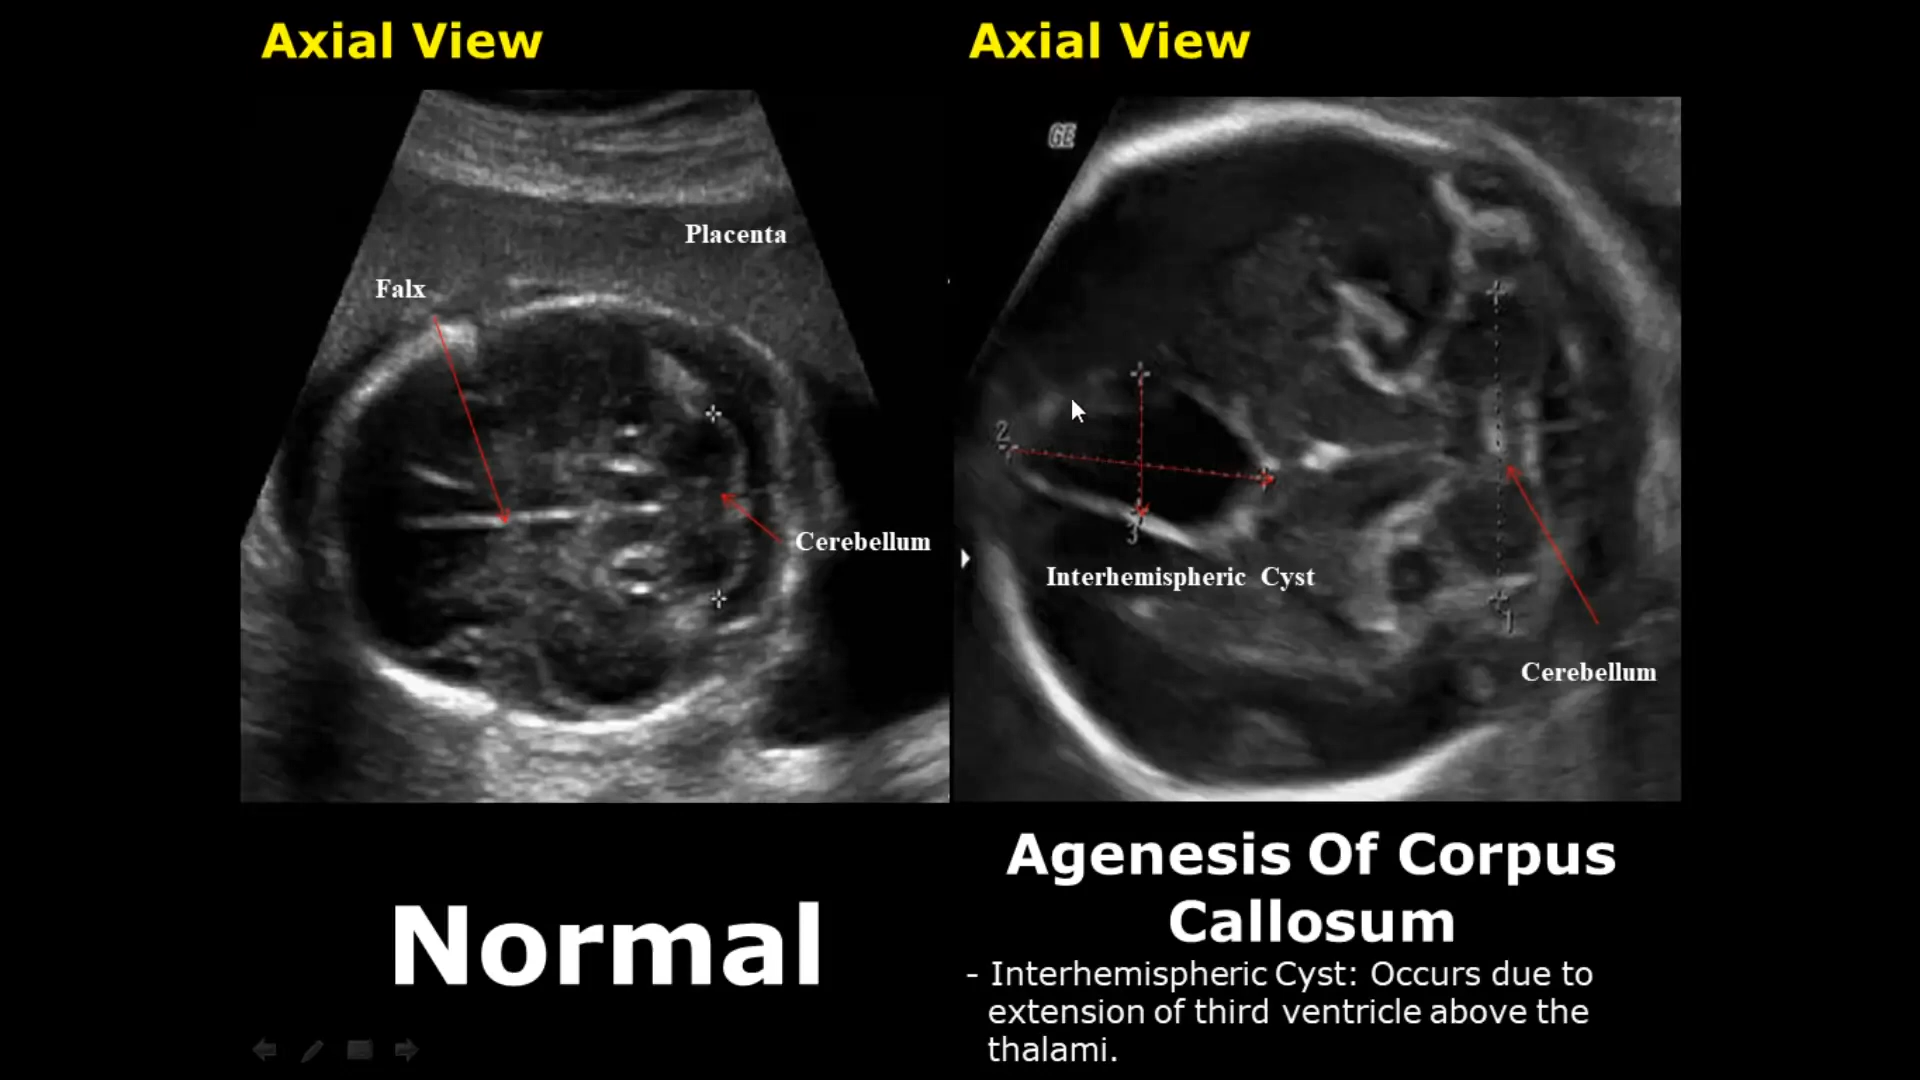 Axial View
Axial View
GE
Placenta
Falx
2
Cerebellum
3
Interhemispheric Cyst
1
Cerebellum
Normal
Agenesis Of Corpus
Callosum
- Interhemispheric Cyst: Occurs due to
extension of third ventricle above the
thalami.